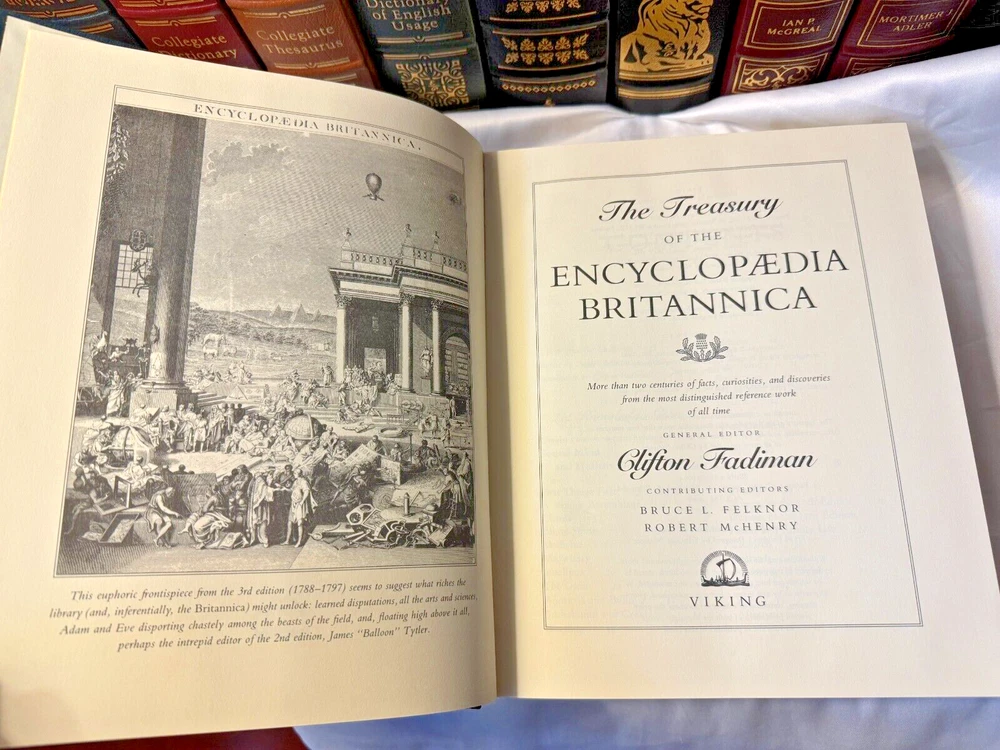 Collegiate
Dictionary
Collegiate
Thesaurus
Dictionary
of English
Usage
IAN P.
McGREAL
MORTIMER J.
ADLER
ENCYCLOPÆDIA BRITANNICA.
This euphoric frontispiece from the 3rd edition (1788–1797) seems to suggest what riches the
library (and, inferentially, the Britannica) might unlock: learned disputations, all the arts and sciences,
Adam and Eve disporting chastely among the beasts of the field, and, floating high above it all,
perhaps the intrepid editor of the 2nd edition, James "Balloon" Tytler.
The Treasury
OF THE
ENCYCLOPÆDIA
BRITANNICA
More than two centuries of facts, curiosities, and discoveries
from the most distinguished reference work
of all time
GENERAL EDITOR
Clifton Fadiman
CONTRIBUTING EDITORS
BRUCE L. FELKNOR
ROBERT McHENRY
VIKING